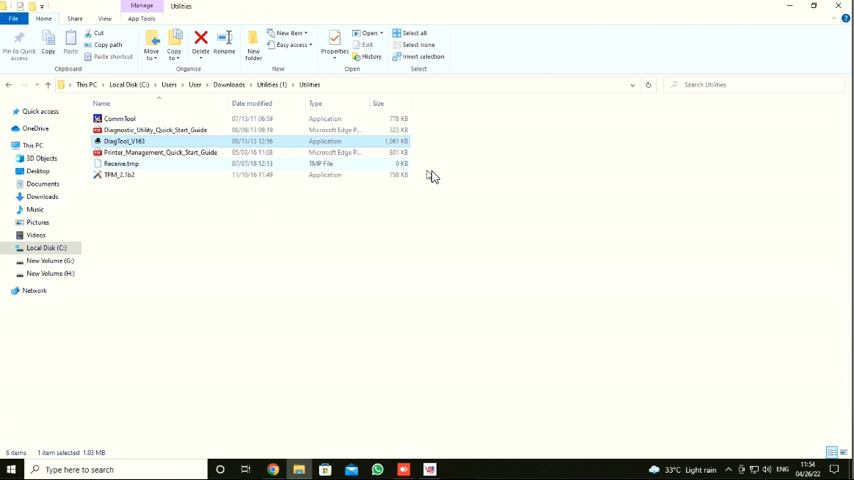 Manage
Utilities
File
Home
Share
View
App Tools
Pin to Quick access
Copy
Paste
Cut
Copy path
Paste shortcut
Clipboard
Move to
Copy to
Delete
Rename
Organise
New folder
New item
Easy access
New
Properties
Open
Edit
History
Open
Select all
Select none
Invert selection
Select
This PC > Local Disk (C:) > Users > User > Downloads > Utilities (1) > Utilities
Search Utilities
Name
Date modified
Type
Size
CommTool 07/13/11 06:59 Application 778 KB
Diagnostic_Utility_Quick_Start_Guide 08/09/13 09:19 Microsoft Edge P... 323 KB
DiagTool_V163 09/11/13 12:56 Application 1,061 KB
Printer_Management_Quick_Start_Guide 05/03/16 11:08 Microsoft Edge P... 801 KB
Receive.tmp 07/07/18 12:13 TMP File 0 KB
TPM_2.1b2 11/10/16 11:49 Application 758 KB
Quick access
OneDrive
This PC
3D Objects
Desktop
Documents
Downloads
Music
Pictures
Videos
Local Disk (C:)
New Volume (G:)
New Volume (H:)
Network
6 items
1 item selected 1.03 MB
Type here to search
33°C Light rain
ENG
11:54
04/26/22